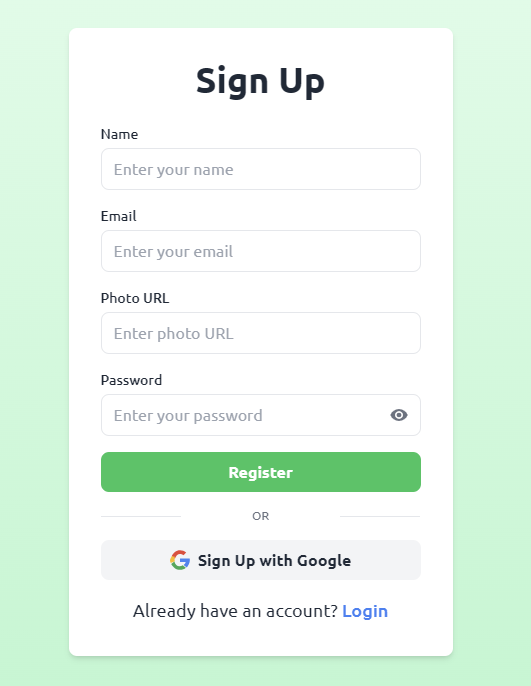 Sign Up
Name
Enter your name
Email
Enter your email
Photo URL
Enter photo URL
Password
Enter your password
Register
OR
Sign Up with Google
Already have an account? Login